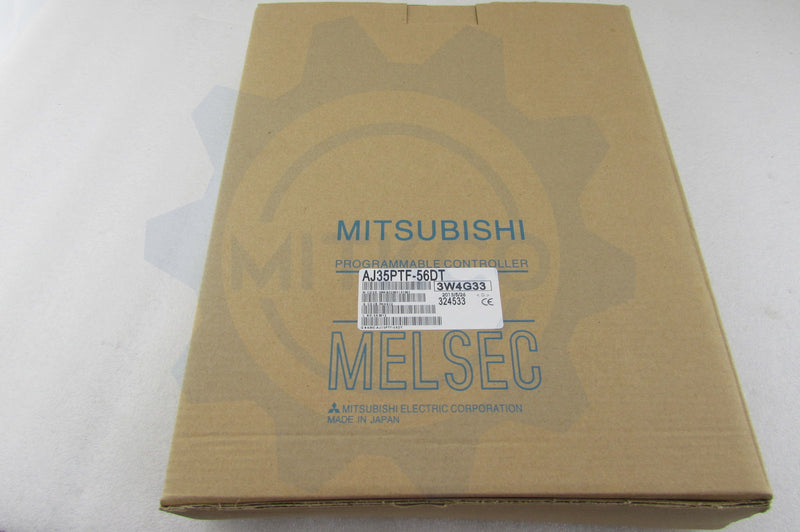 MITSUBISHI
PROGRAMMABLE CONTROLLER
AJ35PTF-56DT
3W4G33
324533
CE
MELSEC
MITSUBISHI ELECTRIC CORPORATION
MADE IN JAPAN